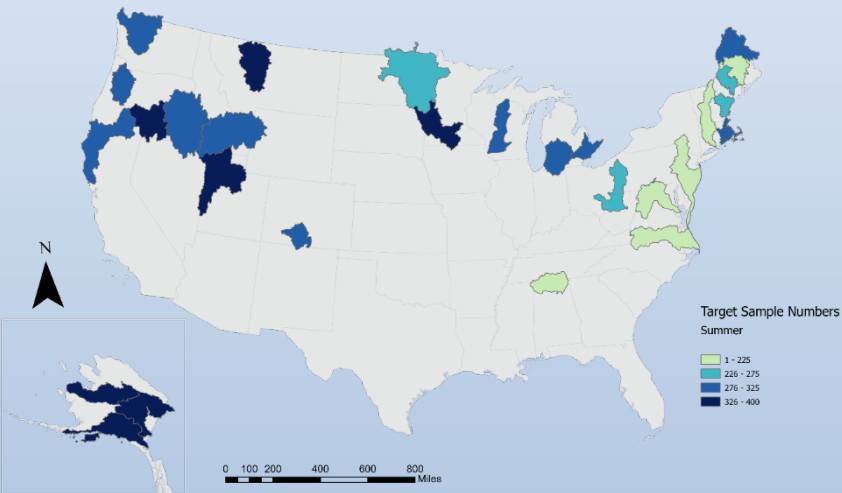 N
Target Sample Numbers
Summer
1 - 225
226 - 275
276 - 325
326 - 400
0 100 200 400 600 800
Miles